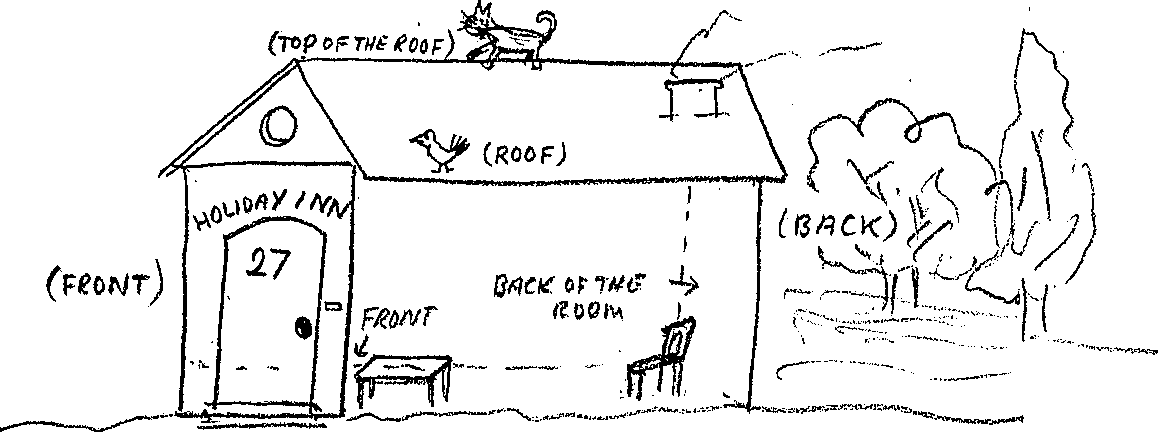 (TOP OF THE ROOF)
(ROOF)
HOLIDAY INN
27
(FRONT)
(BACK)
BACK OF THE
ROOM
FRONT